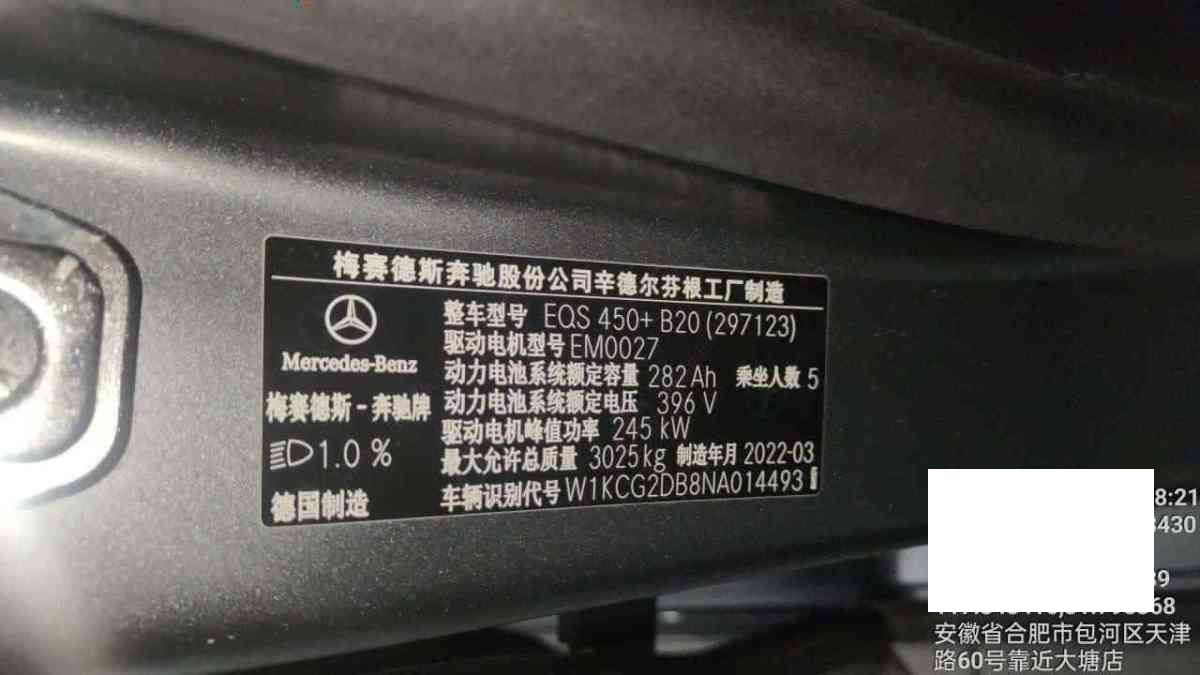 梅赛德斯奔驰股份公司辛德尔芬根工厂制造
Mercedes-Benz
梅赛德斯-奔驰牌
1.0 %
德国制造
整车型号 EQS 450+ B20 (297123)
驱动电机型号 EM0027
动力电池系统额定容量 282 Ah 乘坐人数 5
动力电池系统额定电压 396 V
驱动电机峰值功率 245 kW
最大允许总质量 3025 kg 制造年月 2022-03
车辆识别代号 W1KCG2DB8NA014493
8:21
430
安徽省合肥市包河区天津
路60号靠近大塘店